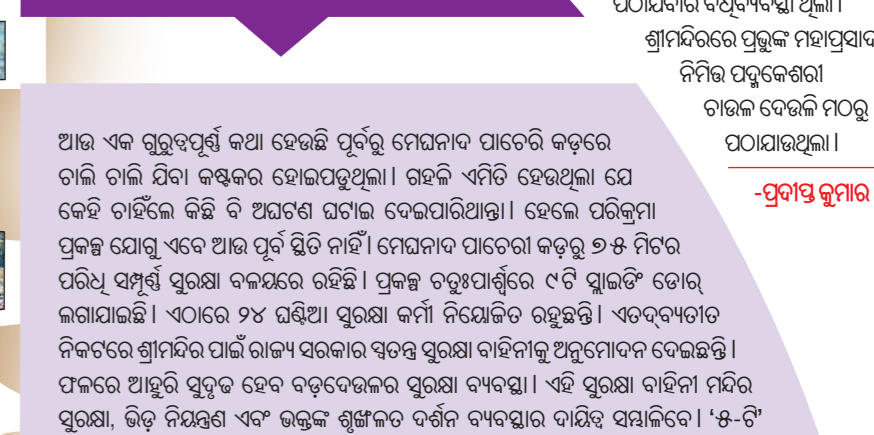 ପଠାଯିବାର ବିଧିବ୍ୟବସ୍ଥା ଥିଲା।
ଶ୍ରୀମନ୍ଦିରରେ ପ୍ରଭୁଙ୍କ ମହାପ୍ରସାଦ
ନିମିତ୍ତ ପଦ୍ମକେଶରୀ
ଚାଉଳ ଦେଉଳି ମଠରୁ
ପଠାଯାଉଥିଲା।
-ପ୍ରଦୀପ୍ତ କୁମାର
ଆଉ ଏକ ଗୁରୁତ୍ୱପୂର୍ଣ୍ଣ କଥା ହେଉଛି ପୂର୍ବରୁ ମେଘନାଦ ପାଚେରି କଡ଼ରେ
ଚାଲି ଚାଲି ଯିବା କଷ୍ଟକର ହୋଇପଡୁଥିଲା। ଗହଳି ଏମିତି ହେଉଥିଲା ଯେ
କେହି ଚାହିଁଲେ କିଛି ବି ଅଘଟଣ ଘଟାଇ ଦେଇପାରିଥାନ୍ତା। ହେଲେ ପରିକ୍ରମା
ପ୍ରକଳ୍ପ ଯୋଗୁ ଏବେ ଆଉ ପୂର୍ବ ସ୍ଥିତି ନାହିଁ। ମେଘନାଦ ପାଚେରୀ କଡ଼ରୁ ୭୫ ମିଟର
ପରିଧି ସମ୍ପୂର୍ଣ୍ଣ ସୁରକ୍ଷା ବଳୟରେ ରହିଛି। ପ୍ରକଳ୍ପ ଚତୁଃପାର୍ଶ୍ୱରେ ୯ଟି ସ୍ଲାଇଡିଂ ଡୋର୍
ଲଗାଯାଇଛି। ଏଠାରେ ୨୪ ଘଣ୍ଟିଆ ସୁରକ୍ଷା କର୍ମୀ ନିୟୋଜିତ ରହୁଛନ୍ତି। ଏତଦ୍‌ବ୍ୟତୀତ
ନିକଟରେ ଶ୍ରୀମନ୍ଦିର ପାଇଁ ରାଜ୍ୟ ସରକାର ସ୍ୱତନ୍ତ୍ର ସୁରକ୍ଷା ବାହିନୀକୁ ଅନୁମୋଦନ ଦେଇଛନ୍ତି।
ଫଳରେ ଆହୁରି ସୁଦୃଢ ହେବ ବଡ଼ଦେଉଳର ସୁରକ୍ଷା ବ୍ୟବସ୍ଥା। ଏହି ସୁରକ୍ଷା ବାହିନୀ ମନ୍ଦିର
ସୁରକ୍ଷା, ଭିଡ଼ ନିୟନ୍ତ୍ରଣ ଏବଂ ଭକ୍ତଙ୍କ ଶୃଙ୍ଖଳିତ ଦର୍ଶନ ବ୍ୟବସ୍ଥାର ଦାୟିତ୍ୱ ସମ୍ଭାଳିବେ। ‘୫-ଟି’